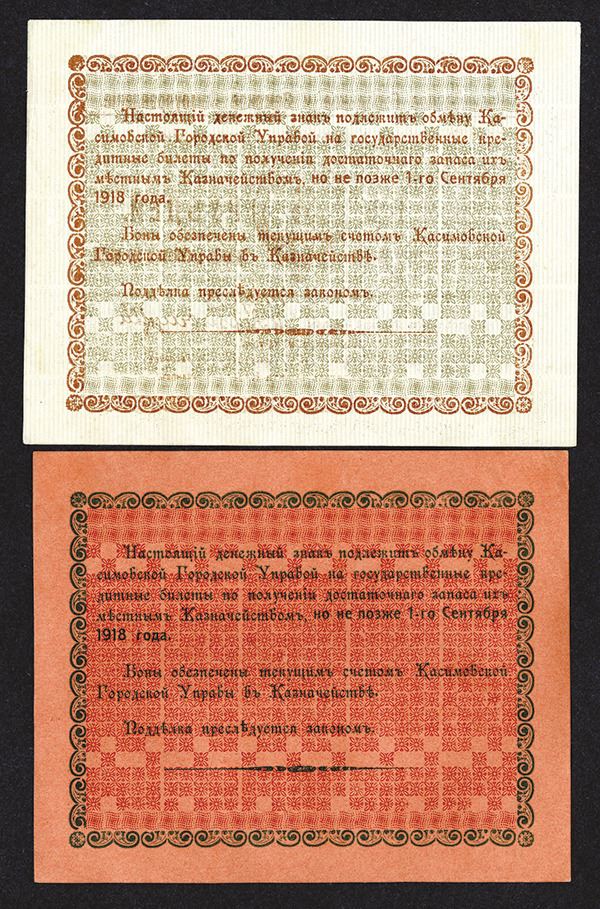 Настоящій денежный знакъ подлежитъ обмѣну Ка-
симовской Городской Управой на государственные кре-
дитные билеты по полученіи достаточнаго запаса ихъ
мѣстнымъ Казначействомъ, но не позже 1-го Сентября
1918 года.
Боны обезпечены текущимъ счетомъ Касимовской
Городской Управы въ Казначействѣ.
Поддѣлка преслѣдуется закономъ.
Настоящій денежный знакъ подлежитъ обмѣну Ка-
симовской Городской Управой на государственные кре-
дитные билеты по полученіи достаточнаго запаса ихъ
мѣстнымъ Казначействомъ, но не позже 1-го Сентября
1918 года.
Боны обезпечены текущимъ счетомъ Касимовской
Городской Управы въ Казначействѣ.
Поддѣлка преслѣдуется закономъ.